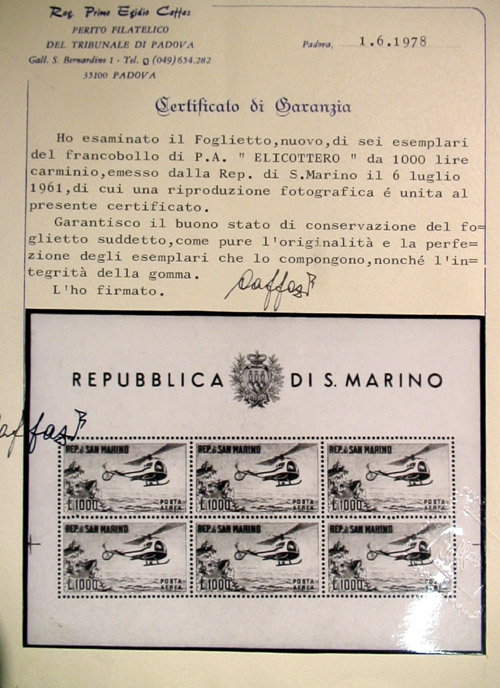 Rag. Primo Egidio Caffaz
PERITO FILATELICO
DEL TRIBUNALE DI PADOVA
Gall. S. Bernardino 1 - Tel. (049) 654.282
35100 PADOVA
Padova, 1.6.1978
Certificato di Garanzia
Ho esaminato il Foglietto,nuovo,di sei esemplari
del francobollo di P.A. " ELICOTTERO " da 1000 lire
carminio,emesso dalla Rep. di S.Marino il 6 luglio
1961,di cui una riproduzione fotografica é unita al
presente certificato.
Garantisco il buono stato di conservazione del fo=
glietto suddetto,come pure l'originalità e la perfe=
zione degli esemplari che lo compongono,nonché l'in=
tegrità della gomma.
L'ho firmato.
REPUBBLICA DI S. MARINO
REP. DI SAN MARINO REP. DI SAN MARINO REP. DI SAN MARINO
L.1000 POSTA AEREA L.1000 POSTA AEREA L.1000 POSTA AEREA
REP. DI SAN MARINO REP. DI SAN MARINO REP. DI SAN MARINO
L.1000 POSTA AEREA L.1000 POSTA AEREA L.1000 POSTA AEREA